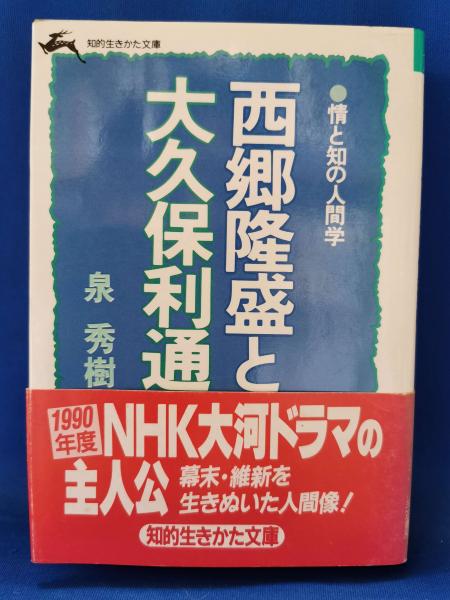 知的生きかた文庫
●情と知の人間学
西郷隆盛と
大久保利通
泉 秀樹
1990
年度
NHK大河ドラマの
主人公
幕末・維新を
生きぬいた人間像!
知的生きかた文庫